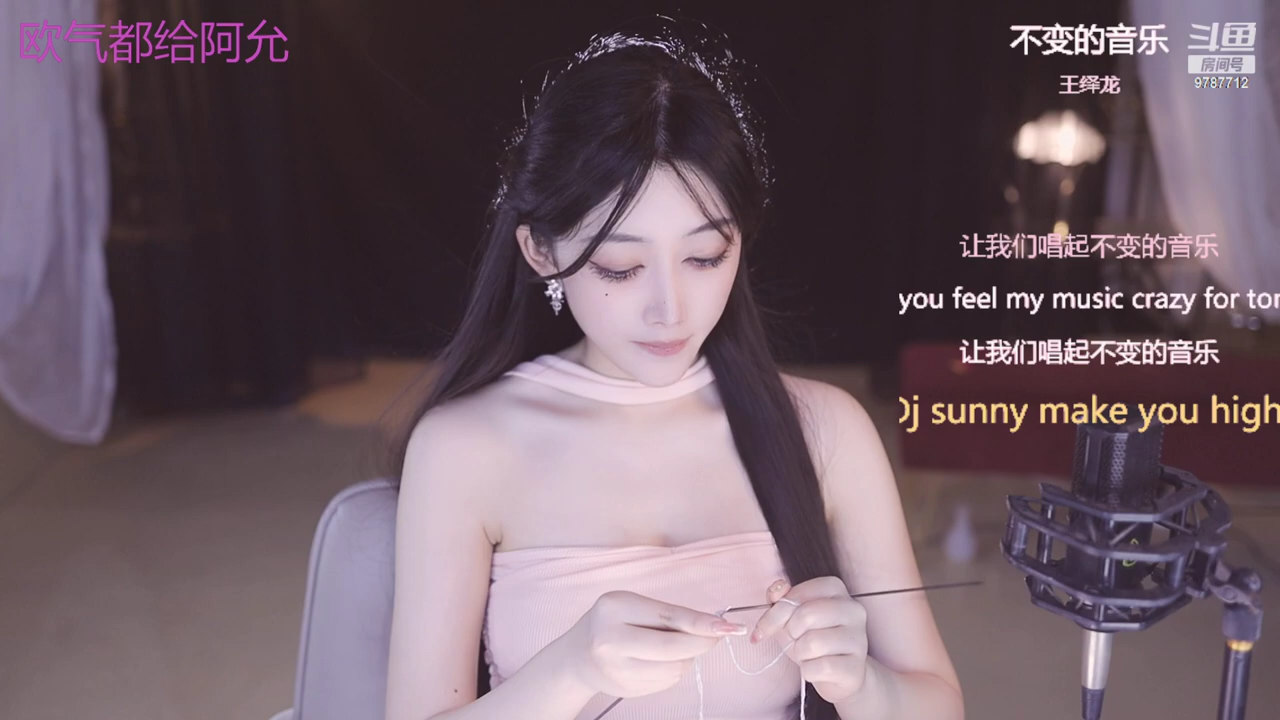 欧气都给阿允
不变的音乐
王绎龙
斗鱼
房间号
9787712
让我们唱起不变的音乐
you feel my music crazy for ton
让我们唱起不变的音乐
Dj sunny make you high